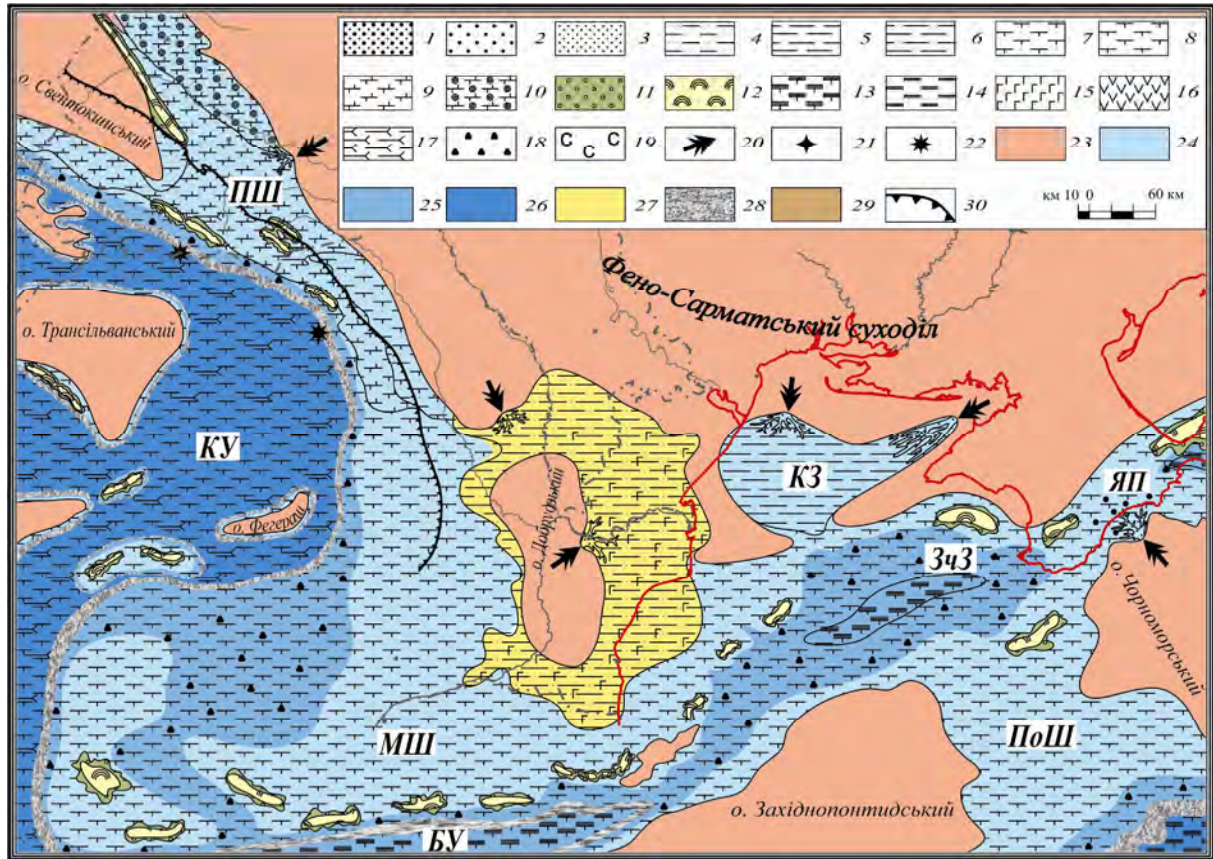 1 2 3 4 5 6 7 8
9 10 11 12 13 14 15 16
17 18 C C C 19 20 21 22 23 24
25 26 27 28 29 30
км 10 0 60 км
о. Свентокшиський
ПШ
Фено-Сарматський суходіл
о. Трансільванський
КУ
КЗ
ЯП
о. Фегераш
о. Добрудзький
ЗчЗ
о. Чорноморський
МШ
ПоШ
о. Західнопонтидський
БУ